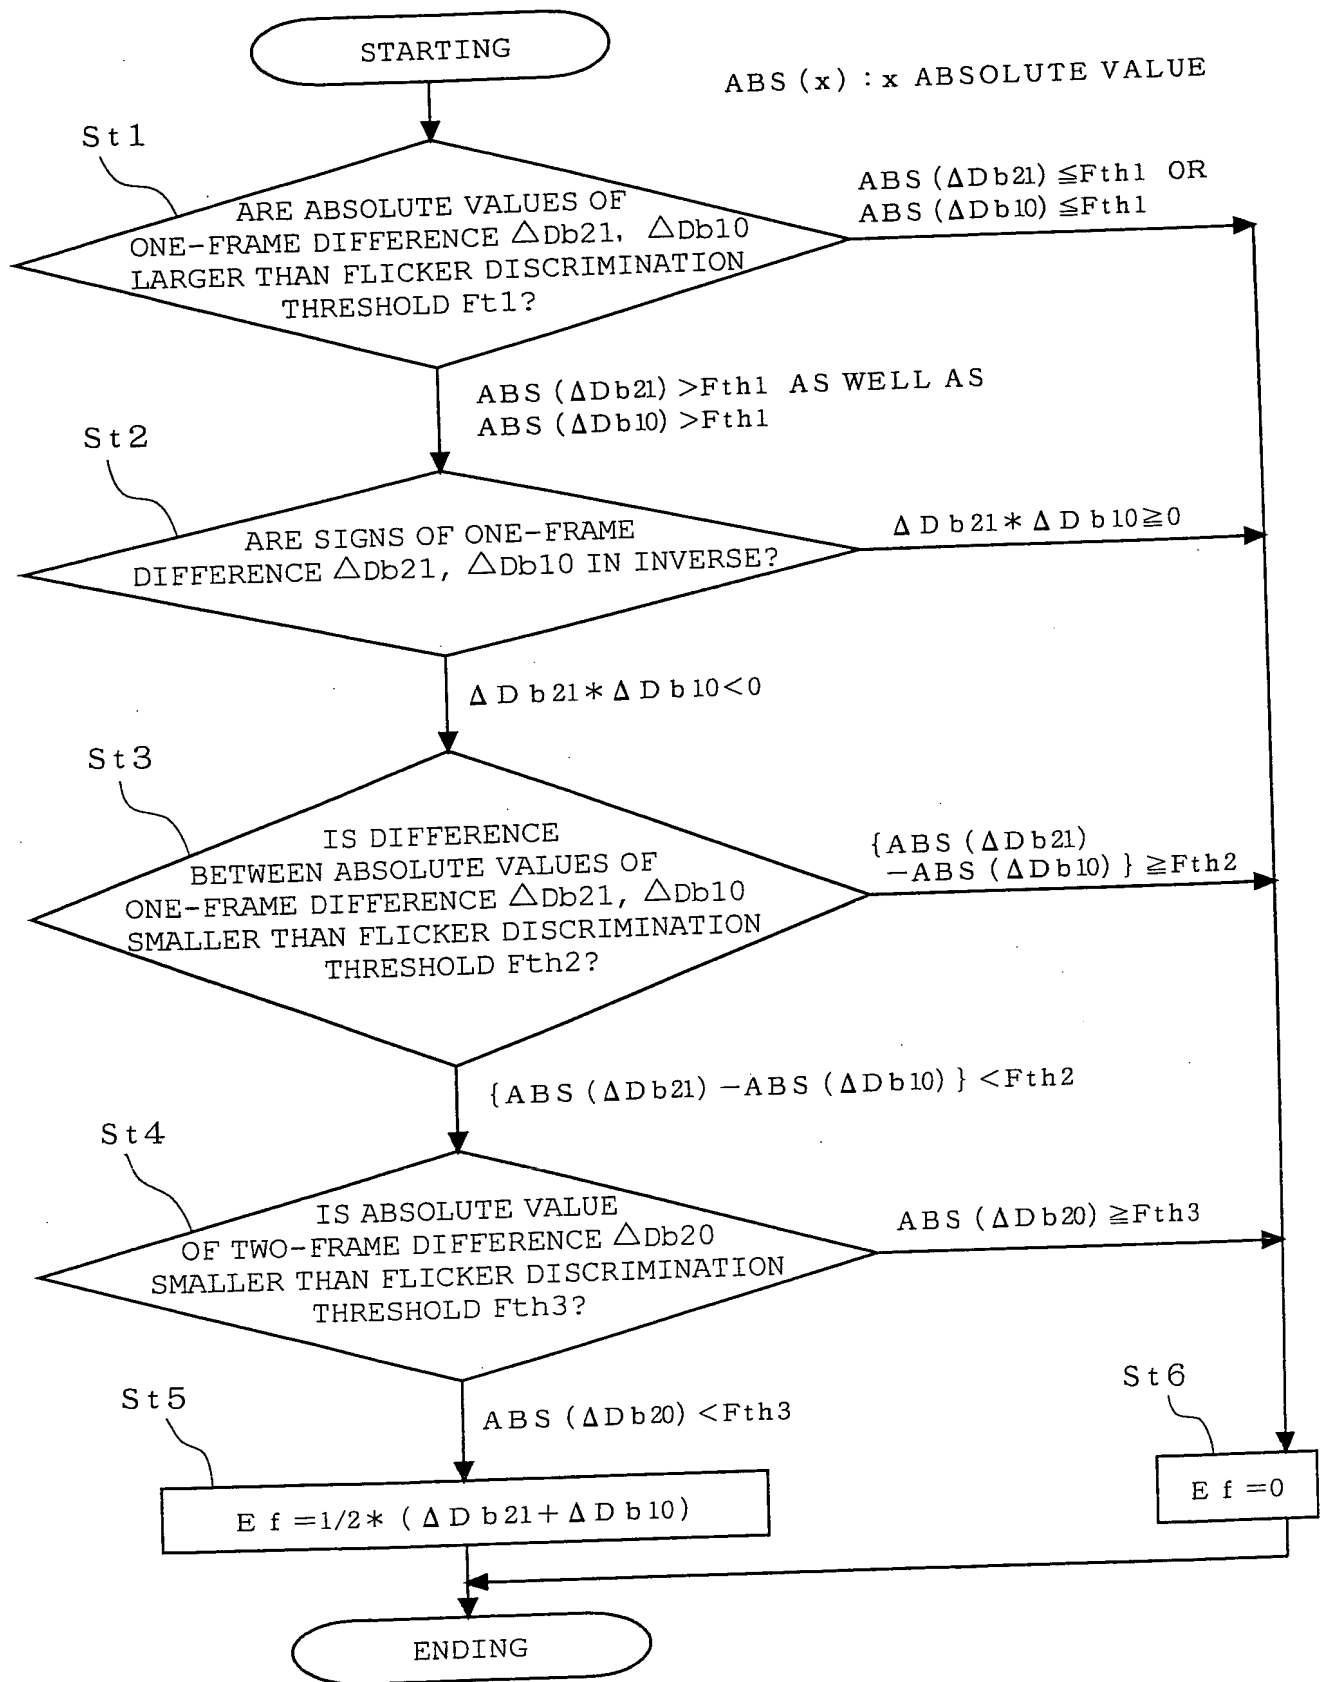 STARTING
ABS (x) : x ABSOLUTE VALUE
St1
ARE ABSOLUTE VALUES OF
ONE-FRAME DIFFERENCE △Db21, △Db10
LARGER THAN FLICKER DISCRIMINATION
THRESHOLD Ft1?
ABS (ΔDb21) ≦Fth1 OR
ABS (ΔDb10) ≦Fth1
ABS (ΔDb21) >Fth1 AS WELL AS
ABS (ΔDb10) >Fth1
St2
ARE SIGNS OF ONE-FRAME
DIFFERENCE △Db21, △Db10 IN INVERSE?
ΔDb21*ΔDb10≧0
ΔDb21*ΔDb10<0
St3
IS DIFFERENCE
BETWEEN ABSOLUTE VALUES OF
ONE-FRAME DIFFERENCE △Db21, △Db10
SMALLER THAN FLICKER DISCRIMINATION
THRESHOLD Fth2?
{ABS (ΔDb21)
−ABS (ΔDb10) } ≧Fth2
{ABS (ΔDb21) −ABS (ΔDb10) } <Fth2
St4
IS ABSOLUTE VALUE
OF TWO-FRAME DIFFERENCE △Db20
SMALLER THAN FLICKER DISCRIMINATION
THRESHOLD Fth3?
ABS (ΔDb20) ≧Fth3
ABS (ΔDb20) <Fth3
St5
Ef=1/2* (ΔDb21+ΔDb10)
St6
Ef=0
ENDING